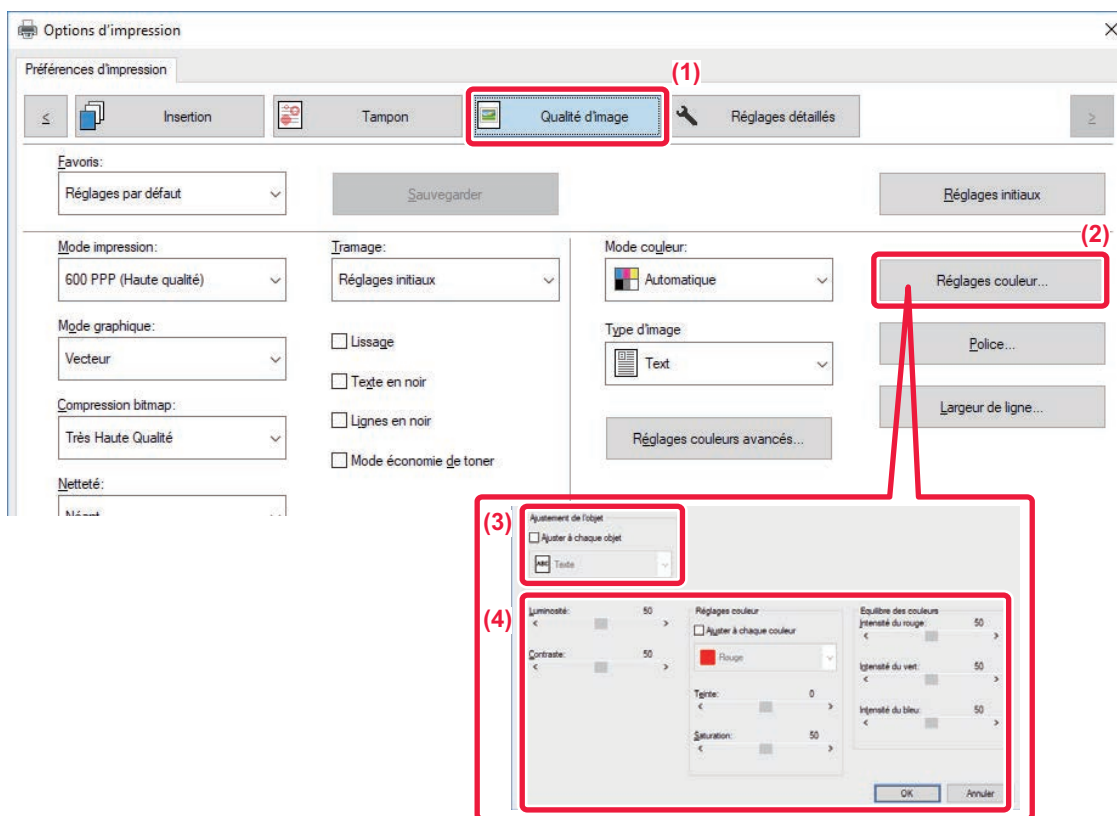 Options d'impression
Préférences d'impression
(1)
<
Insertion
Tampon
Qualité d'image
Réglages détaillés
>
Favoris:
Réglages par défaut
Sauvegarder
Réglages initiaux
(2)
Mode impression:
Tramage:
Mode couleur:
600 PPP (Haute qualité)
Réglages initiaux
Automatique
Réglages couleur...
Mode graphique:
Lissage
Type d'image
Police...
Vecteur
Text
Texte en noir
Compression bitmap:
Lignes en noir
Largeur de ligne...
Très Haute Qualité
Réglages couleurs avancés...
Mode économie de toner
Netteté:
Néant
(3)
Ajustement de l'objet
Ajuster à chaque objet
ABC Texte
(4)
Luminosité: 50
Réglages couleur
Equilibre des couleurs
Intensité du rouge: 50
Ajuster à chaque couleur
Contraste: 50
Rouge
Intensité du vert: 50
Teinte: 0
Intensité du bleu: 50
Saturation: 50
OK
Annuler